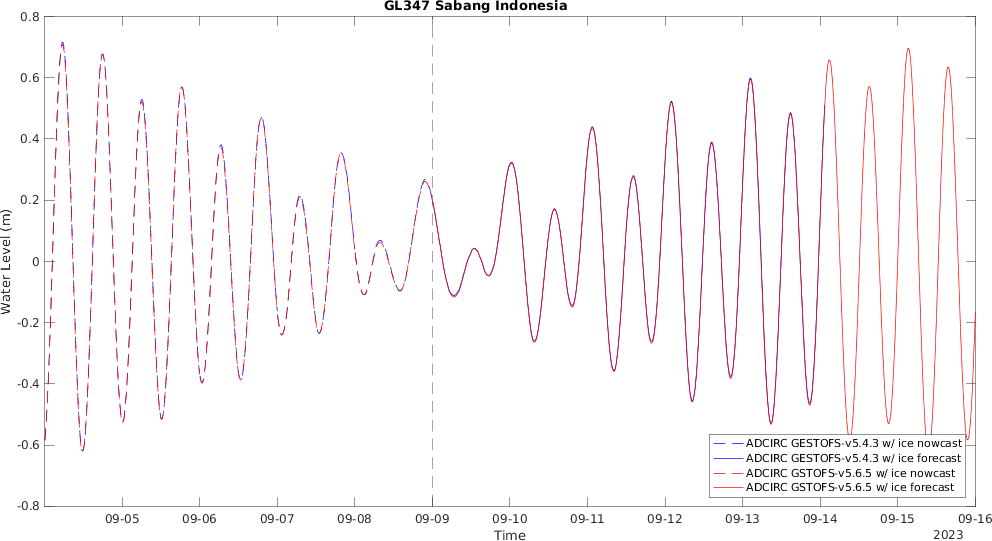 GL347 Sabang Indonesia
0.8
0.6
0.4
0.2
0
-0.2
-0.4
-0.6
-0.8
Water Level (m)
ADCIRC GESTOFS-v5.4.3 w/ ice nowcast
ADCIRC GESTOFS-v5.4.3 w/ ice forecast
ADCIRC GSTOFS-v5.6.5 w/ ice nowcast
ADCIRC GSTOFS-v5.6.5 w/ ice forecast
09-05 09-06 09-07 09-08 09-09 09-10 09-11 09-12 09-13 09-14 09-15 09-16
Time
2023